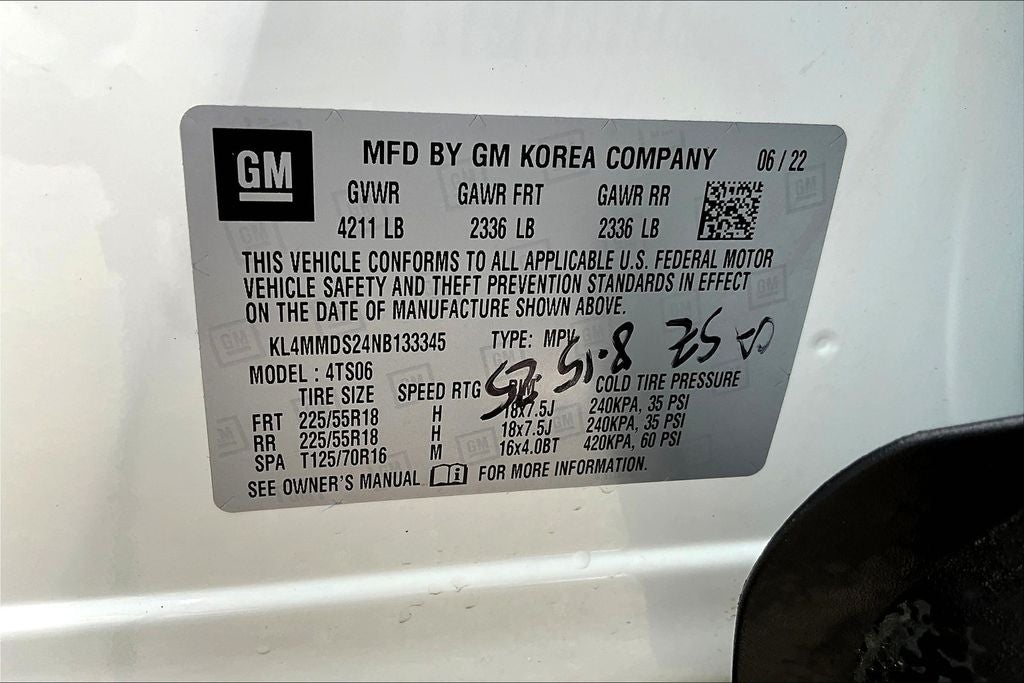 GM
MFD BY GM KOREA COMPANY 06 / 22
GVWR GAWR FRT GAWR RR
4211 LB 2336 LB 2336 LB
THIS VEHICLE CONFORMS TO ALL APPLICABLE U.S. FEDERAL MOTOR
VEHICLE SAFETY AND THEFT PREVENTION STANDARDS IN EFFECT
ON THE DATE OF MANUFACTURE SHOWN ABOVE.
KL4MMDS24NB133345 TYPE: MPV
MODEL : 4TS06
TIRE SIZE SPEED RTG COLD TIRE PRESSURE
FRT 225/55R18 H 18x7.5J 240KPA, 35 PSI
RR 225/55R18 H 18x7.5J 240KPA, 35 PSI
SPA T125/70R16 M 16x4.0BT 420KPA, 60 PSI
SEE OWNER'S MANUAL FOR MORE INFORMATION.